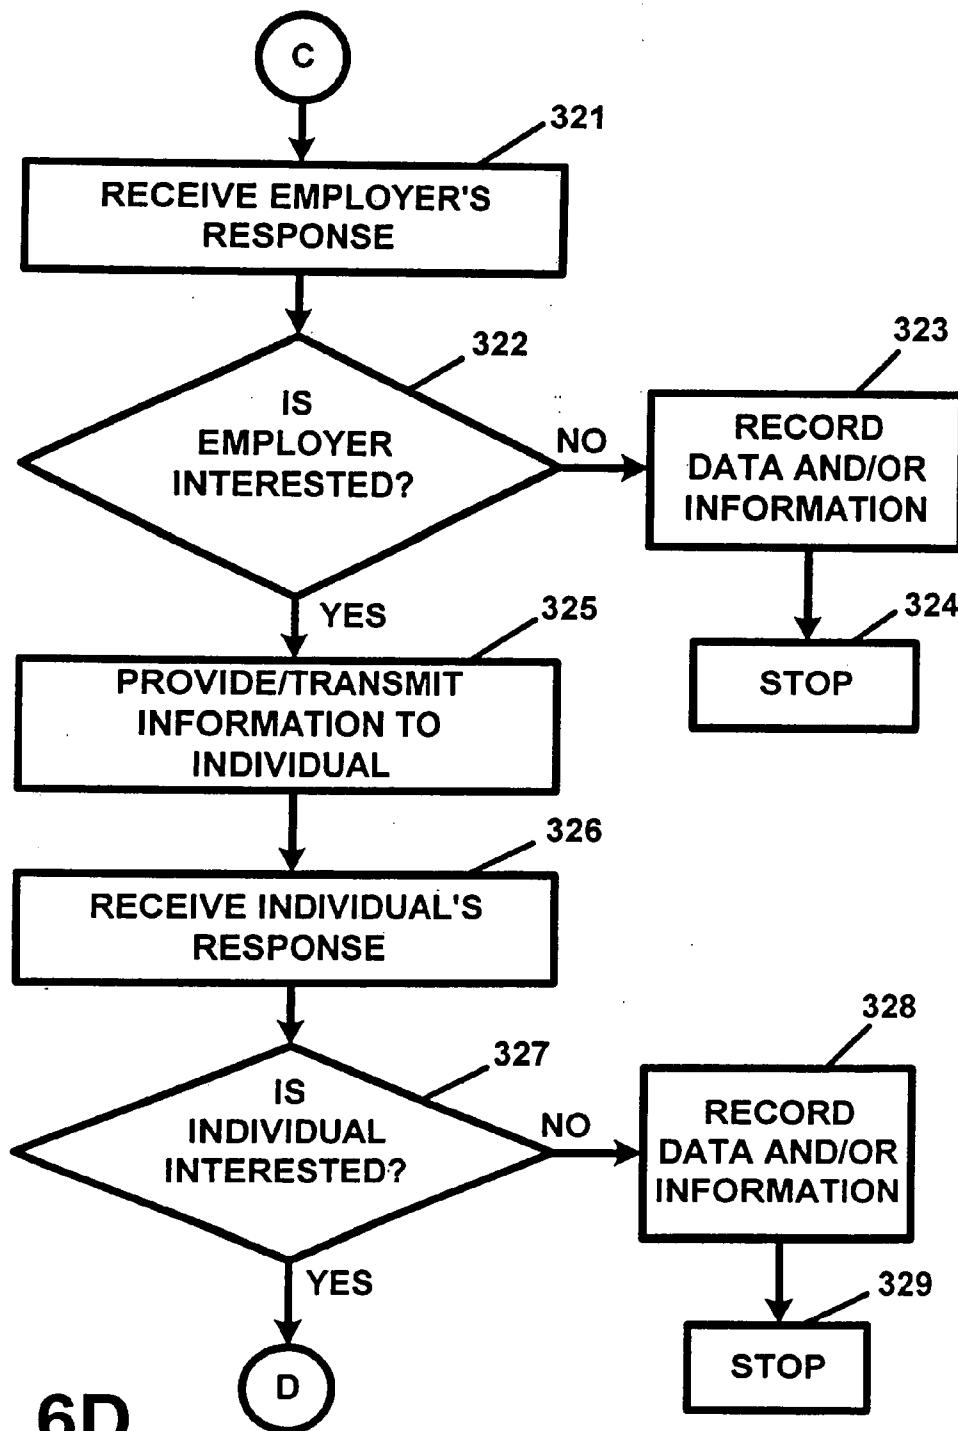 C
321
RECEIVE EMPLOYER'S
RESPONSE
322
IS
EMPLOYER
INTERESTED?
NO
323
RECORD
DATA AND/OR
INFORMATION
324
STOP
YES
325
PROVIDE/TRANSMIT
INFORMATION TO
INDIVIDUAL
326
RECEIVE INDIVIDUAL'S
RESPONSE
327
IS
INDIVIDUAL
INTERESTED?
NO
328
RECORD
DATA AND/OR
INFORMATION
329
STOP
YES
D
6D